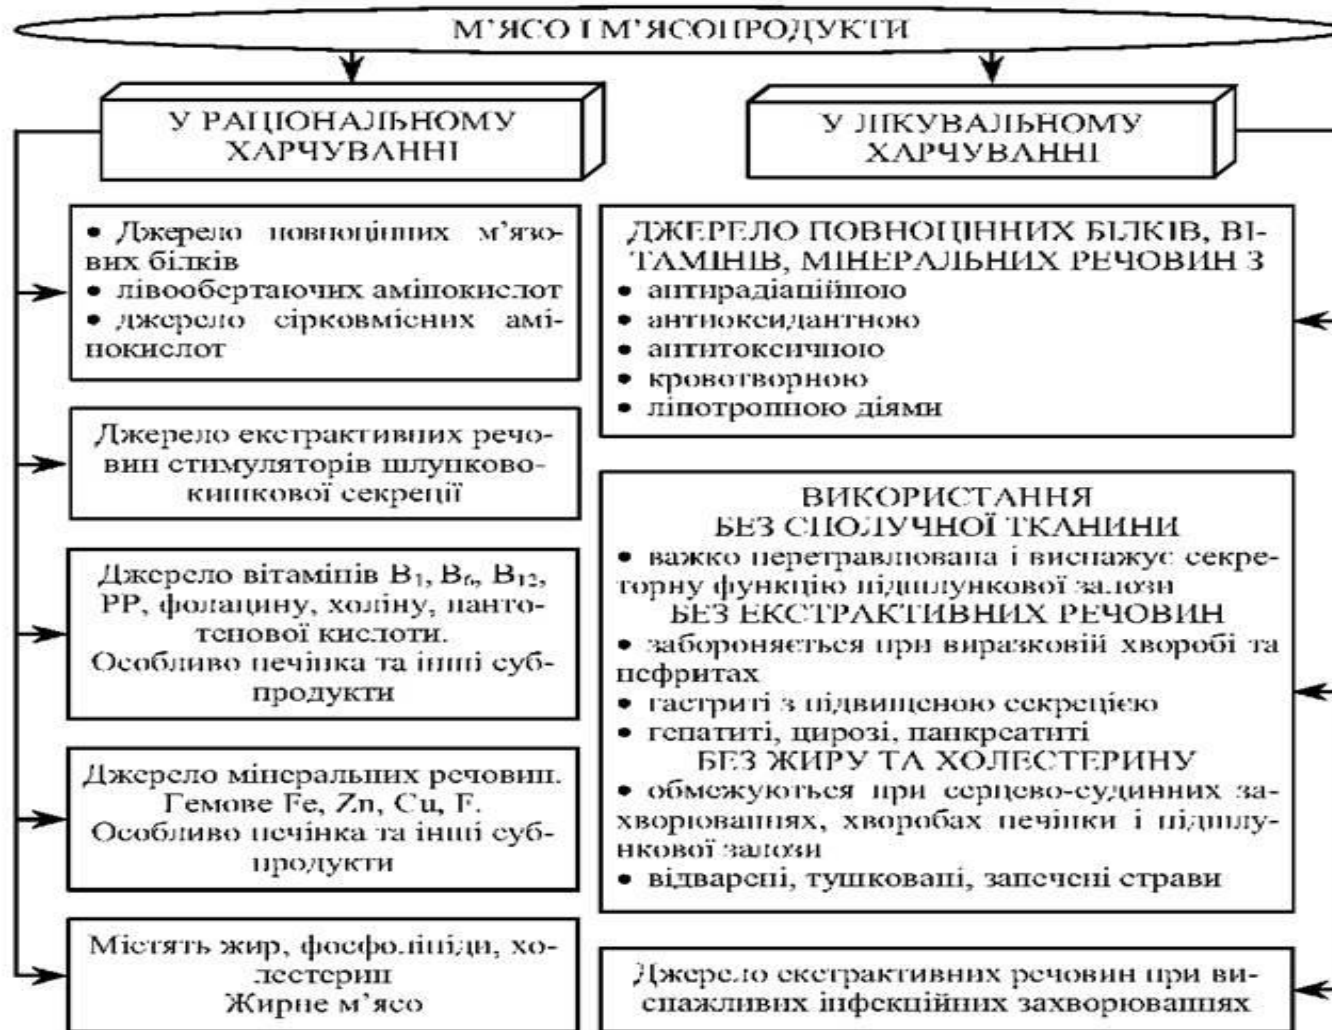 М’ЯСО І М’ЯСОПРОДУКТИ
У РАЦІОНАЛЬНОМУ
ХАРЧУВАННІ
• Джерело повноцінних м’язо-
вих білків
• лівообертаючих амінокислот
• джерело сірковмісних амі-
нокислот
Джерело екстрактивних речо-
вин стимуляторів шлунково-
кишкової секреції
Джерело вітамінів B₁, B₆, B₁₂,
PP, фолацину, холіну, панто-
тенової кислоти.
Особливо печінка та інші суб-
продукти
Джерело мінеральних речовин.
Гемове Fe, Zn, Cu, F.
Особливо печінка та інші суб-
продукти
Містять жир, фосфоліпіди, хо-
лестерин
Жирне м’ясо
У ЛІКУВАЛЬНОМУ
ХАРЧУВАННІ
ДЖЕРЕЛО ПОВНОЦІННИХ БІЛКІВ, ВІ-
ТАМІНІВ, МІНЕРАЛЬНИХ РЕЧОВИН З
• антирадіаційною
• антиоксидантною
• антитоксичною
• кровотворною
• ліпотропною діями
ВИКОРИСТАННЯ
БЕЗ СПОЛУЧНОЇ ТКАНИНИ
• важко перетравлювана і виснажує секре-
торну функцію підшлункової залози
БЕЗ ЕКСТРАКТИВНИХ РЕЧОВИН
• забороняється при виразковій хворобі та
нефритах
• гастриті з підвищеною секрецією
• гепатиті, цирозі, панкреатиті
БЕЗ ЖИРУ ТА ХОЛЕСТЕРИНУ
• обмежуються при серцево-судинних за-
хворюваннях, хворобах печінки і підшлу-
нкової залози
• відварені, тушковані, запечені страви
Джерело екстрактивних речовин при ви-
снажливих інфекційних захворюваннях